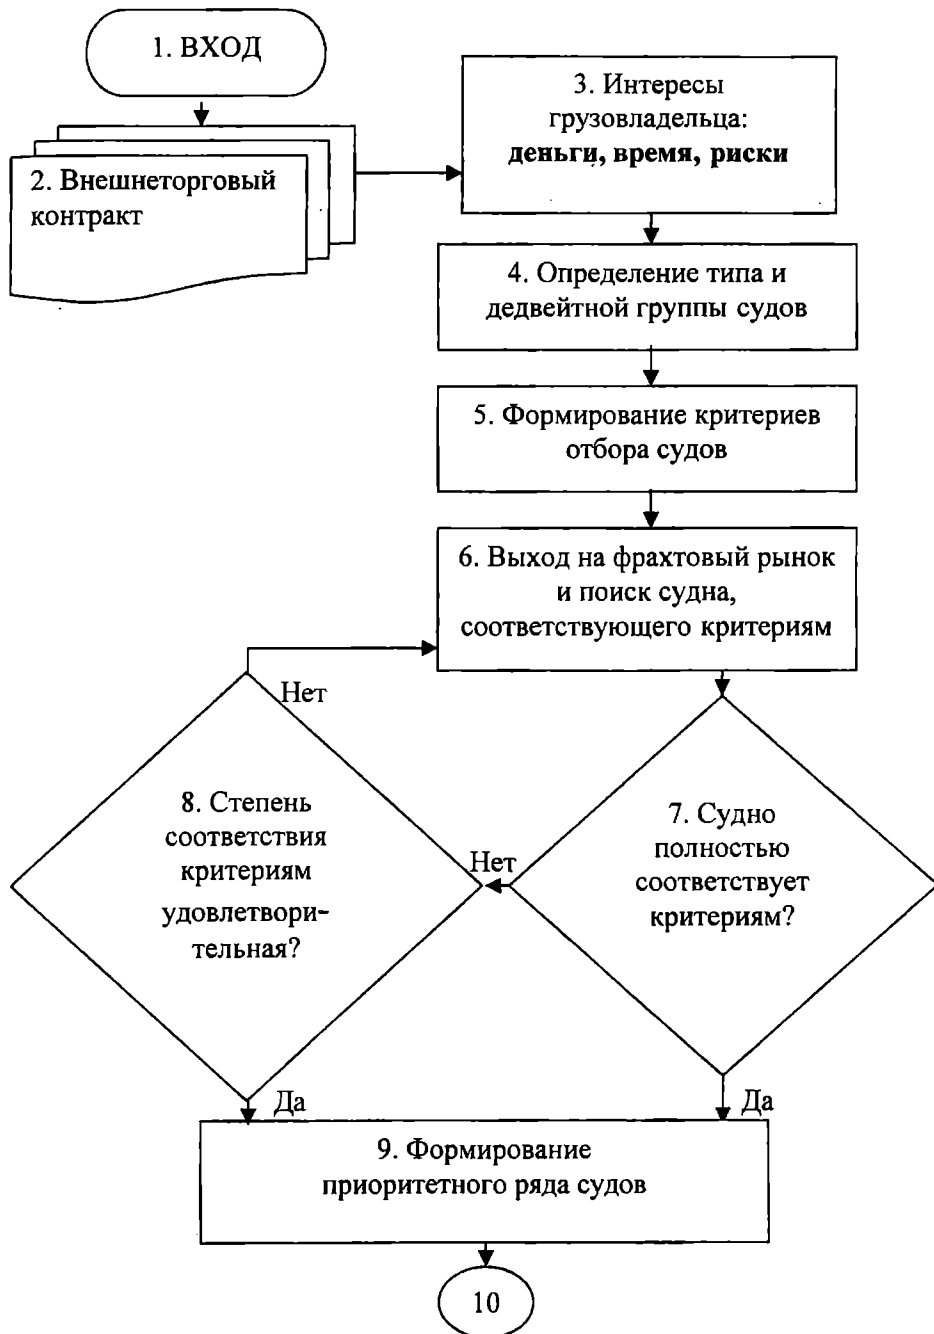 1. ВХОД
2. Внешнеторговый
контракт
3. Интересы
грузовладельца:
деньги, время, риски
4. Определение типа и
дедвейтной группы судов
5. Формирование критериев
отбора судов
6. Выход на фрахтовый рынок
и поиск судна,
соответствующего критериям
Нет
7. Судно
полностью
соответствует
критериям?
Нет
8. Степень
соответствия
критериям
удовлетвори-
тельная?
Да
Да
9. Формирование
приоритетного ряда судов
10